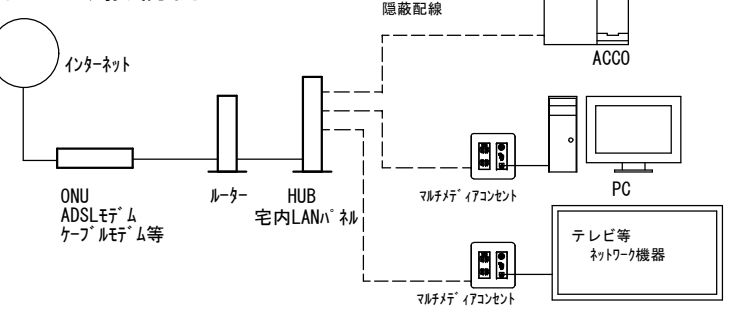 隠蔽配線
インターネット
ACCO
ONU
ADSLモデム
ケーブルモデム等
ルーター
HUB
宅内LANパネル
マルチメディアコンセント
PC
テレビ等
ネットワーク機器
マルチメディアコンセント